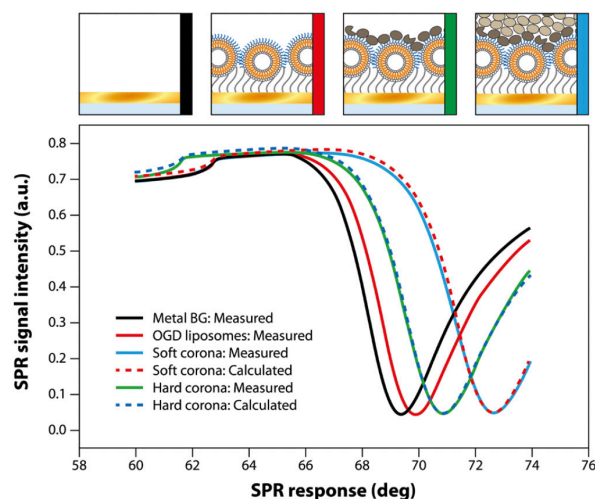 0.8
0.7
0.6
0.5
0.4
0.3
0.2
0.1
0.0
SPR signal intensity (a.u.)
Metal BG: Measured
OGD liposomes: Measured
Soft corona: Measured
Soft corona: Calculated
Hard corona: Measured
Hard corona: Calculated
58 60 62 64 66 68 70 72 74 76
SPR response (deg)